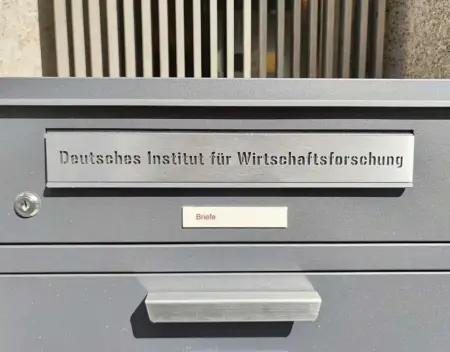 Deutsches Institut für Wirtschaftsforschung
Briefe